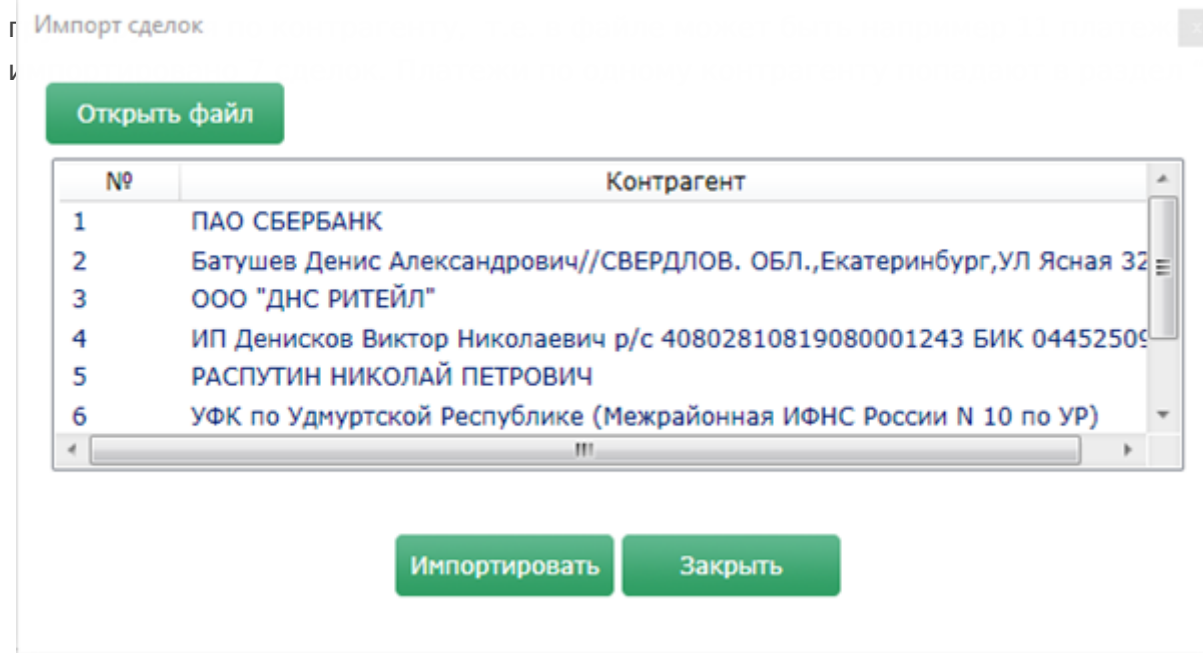 Импорт сделок
Открыть файл
№ Контрагент
1 ПАО СБЕРБАНК
2 Батушев Денис Александрович//СВЕРДЛОВ. ОБЛ.,Екатеринбург,УЛ Ясная 32
3 ООО "ДНС РИТЕЙЛ"
4 ИП Денисков Виктор Николаевич р/с 40802810819080001243 БИК 04452509
5 РАСПУТИН НИКОЛАЙ ПЕТРОВИЧ
6 УФК по Удмуртской Республике (Межрайонная ИФНС России N 10 по УР)
Импортировать Закрыть